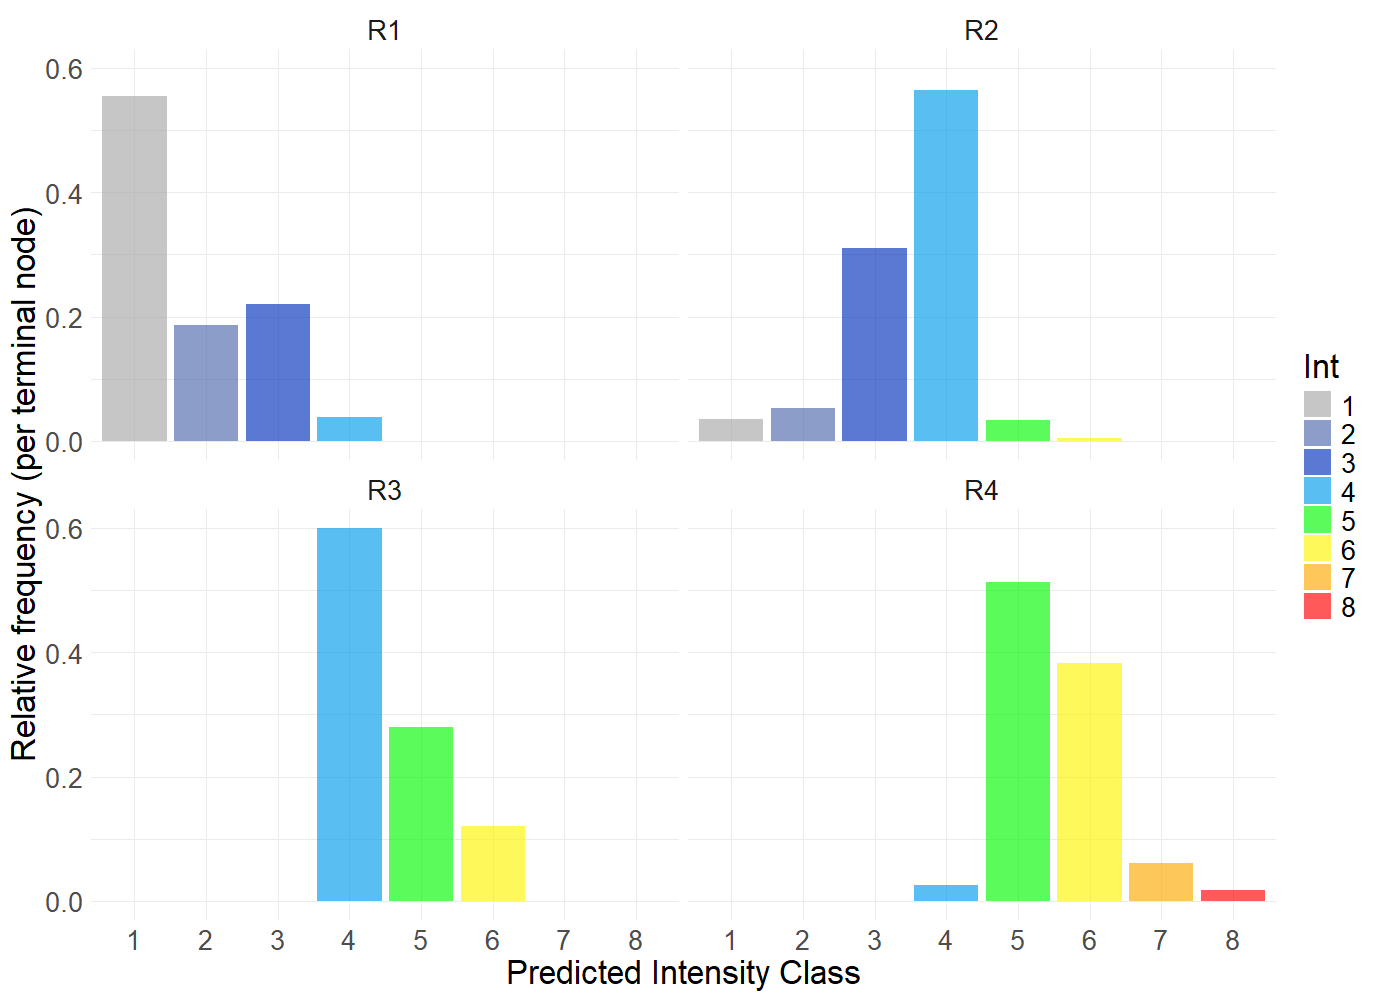 R1
R2
0.6
0.4
0.2
0.0
R3
R4
0.6
0.4
0.2
0.0
1 2 3 4 5 6 7 8
1 2 3 4 5 6 7 8
Predicted Intensity Class
Relative frequency (per terminal node)
Int
1
2
3
4
5
6
7
8